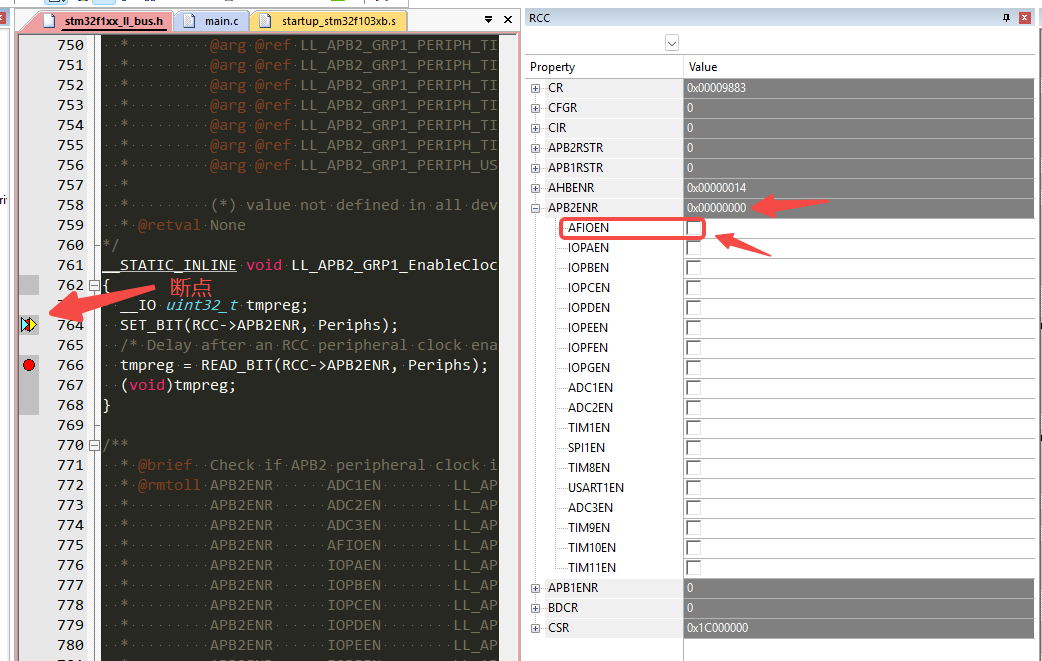 stm32f1xx_ll_bus.h main.c startup_stm32f103xb.s
750 * @arg @ref LL_APB2_GRP1_PERIPH_TI
751 * @arg @ref LL_APB2_GRP1_PERIPH_TI
752 * @arg @ref LL_APB2_GRP1_PERIPH_TI
753 * @arg @ref LL_APB2_GRP1_PERIPH_TI
754 * @arg @ref LL_APB2_GRP1_PERIPH_TI
755 * @arg @ref LL_APB2_GRP1_PERIPH_TI
756 * @arg @ref LL_APB2_GRP1_PERIPH_US
757 *
758 * (*) value not defined in all dev
759 * @retval None
760 */
761 __STATIC_INLINE void LL_APB2_GRP1_EnableCloc
762 {
断点
__IO uint32_t tmpreg;
764 SET_BIT(RCC->APB2ENR, Periphs);
765 /* Delay after an RCC peripheral clock ena
766 tmpreg = READ_BIT(RCC->APB2ENR, Periphs);
767 (void)tmpreg;
768 }
769
770 /**
771 * @brief Check if APB2 peripheral clock i
772 * @rmtoll APB2ENR ADC1EN LL_AP
773 * APB2ENR ADC2EN LL_AP
774 * APB2ENR ADC3EN LL_AP
775 * APB2ENR AFIOEN LL_AP
776 * APB2ENR IOPAEN LL_AP
777 * APB2ENR IOPBEN LL_AP
778 * APB2ENR IOPCEN LL_AP
779 * APB2ENR IOPDEN LL_AP
780 * APB2ENR IOPEEN LL_AP
RCC
Property Value
CR 0x00009883
CFGR 0
CIR 0
APB2RSTR 0
APB1RSTR 0
AHBENR 0x00000014
APB2ENR 0x00000000
AFIOEN
IOPAEN
IOPBEN
IOPCEN
IOPDEN
IOPEEN
IOPFEN
IOPGEN
ADC1EN
ADC2EN
TIM1EN
SPI1EN
TIM8EN
USART1EN
ADC3EN
TIM9EN
TIM10EN
TIM11EN
APB1ENR 0
BDCR 0
CSR 0x1C000000